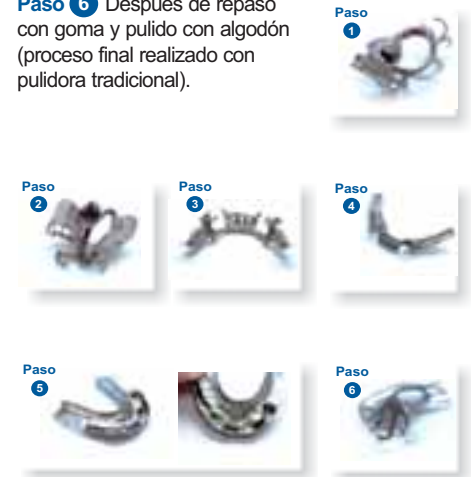 Paso 6 Después de repaso
con goma y pulido con algodón
(proceso final realizado con
pulidora tradicional).
Paso
1
Paso
2
Paso
3
Paso
4
Paso
5
Paso
6